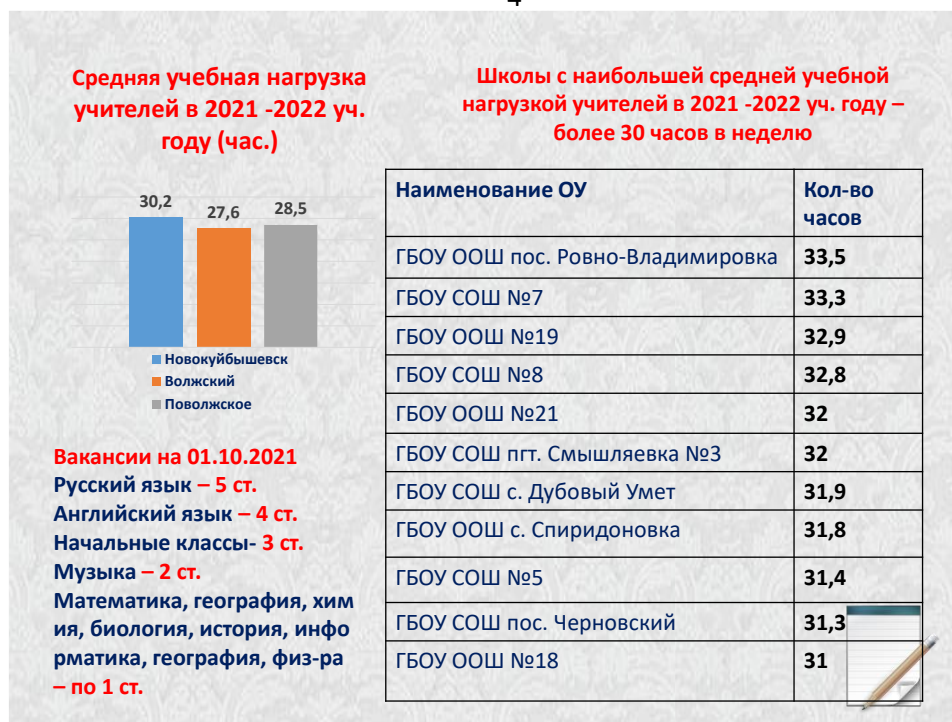 4
Средняя учебная нагрузка
учителей в 2021 -2022 уч.
году (час.)
30,2
27,6
28,5
Новокуйбышевск
Волжский
Поволжское
Вакансии на 01.10.2021
Русский язык – 5 ст.
Английский язык – 4 ст.
Начальные классы- 3 ст.
Музыка – 2 ст.
Математика, география, хим
ия, биология, история, инфо
рматика, география, физ-ра
– по 1 ст.
Школы с наибольшей средней учебной
нагрузкой учителей в 2021 -2022 уч. году –
более 30 часов в неделю
Наименование ОУ Кол-во
часов
ГБОУ ООШ пос. Ровно-Владимировка 33,5
ГБОУ СОШ №7 33,3
ГБОУ ООШ №19 32,9
ГБОУ СОШ №8 32,8
ГБОУ ООШ №21 32
ГБОУ СОШ пгт. Смышляевка №3 32
ГБОУ СОШ с. Дубовый Умет 31,9
ГБОУ ООШ с. Спиридоновка 31,8
ГБОУ СОШ №5 31,4
ГБОУ СОШ пос. Черновский 31,3
ГБОУ ООШ №18 31